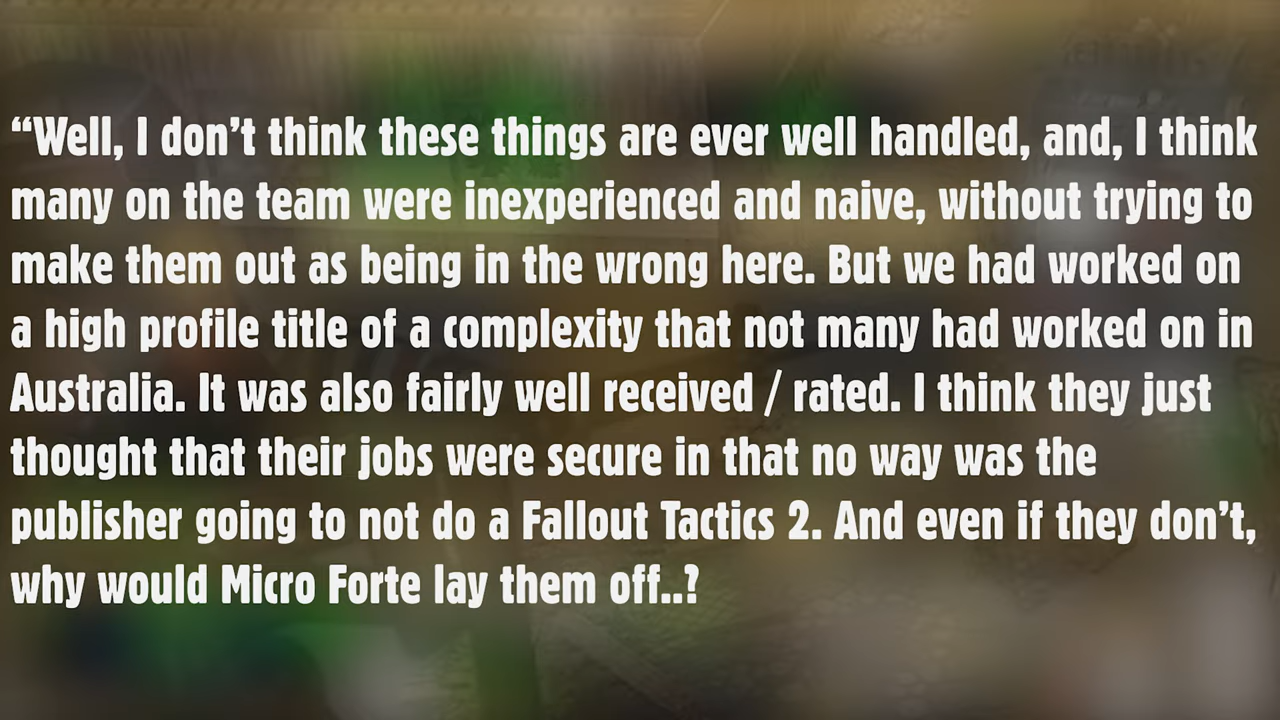 “Well, I don’t think these things are ever well handled, and, I think
many on the team were inexperienced and naive, without trying to
make them out as being in the wrong here. But we had worked on
a high profile title of a complexity that not many had worked on in
Australia. It was also fairly well received / rated. I think they just
thought that their jobs were secure in that no way was the
publisher going to not do a Fallout Tactics 2. And even if they don’t,
why would Micro Forte lay them off..?